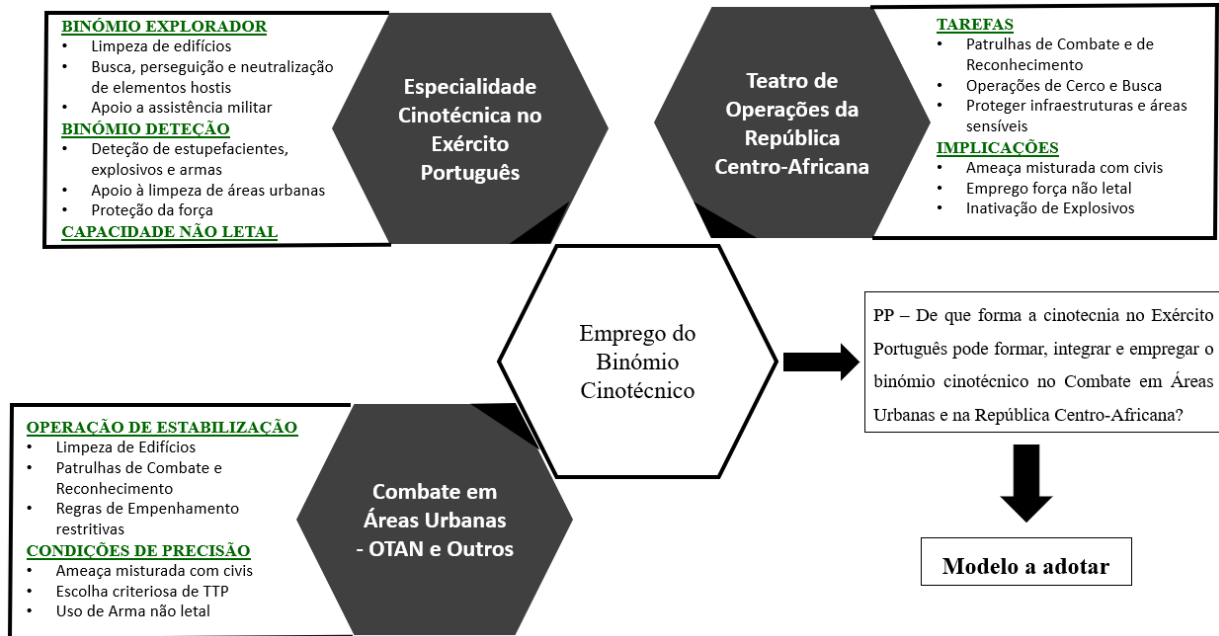 BINÓMIO EXPLORADOR
• Limpeza de edifícios
• Busca, perseguição e neutralização
de elementos hostis
• Apoio a assistência militar
BINÓMIO DETEÇÃO
• Deteção de estupefacientes,
explosivos e armas
• Apoio à limpeza de áreas urbanas
• Proteção da força
CAPACIDADE NÃO LETAL
Especialidade
Cinotécnica no
Exército
Português
Teatro de
Operações da
República
Centro-Africana
TAREFAS
• Patrulhas de Combate e de
Reconhecimento
• Operações de Cerco e Busca
• Proteger infraestruturas e áreas
sensíveis
IMPLICAÇÕES
• Ameaça misturada com civis
• Emprego força não letal
• Inativação de Explosivos
Emprego do
Binómio
Cinotécnico
PP – De que forma a cinotecnia no Exército
Português pode formar, integrar e empregar o
binómio cinotécnico no Combate em Áreas
Urbanas e na República Centro-Africana?
OPERAÇÃO DE ESTABILIZAÇÃO
• Limpeza de Edifícios
• Patrulhas de Combate e
Reconhecimento
• Regras de Empenhamento
restritivas
CONDIÇÕES DE PRECISÃO
• Ameaça misturada com civis
• Escolha criteriosa de TTP
• Uso de Arma não letal
Combate em
Áreas Urbanas
- OTAN e Outros
Modelo a adotar